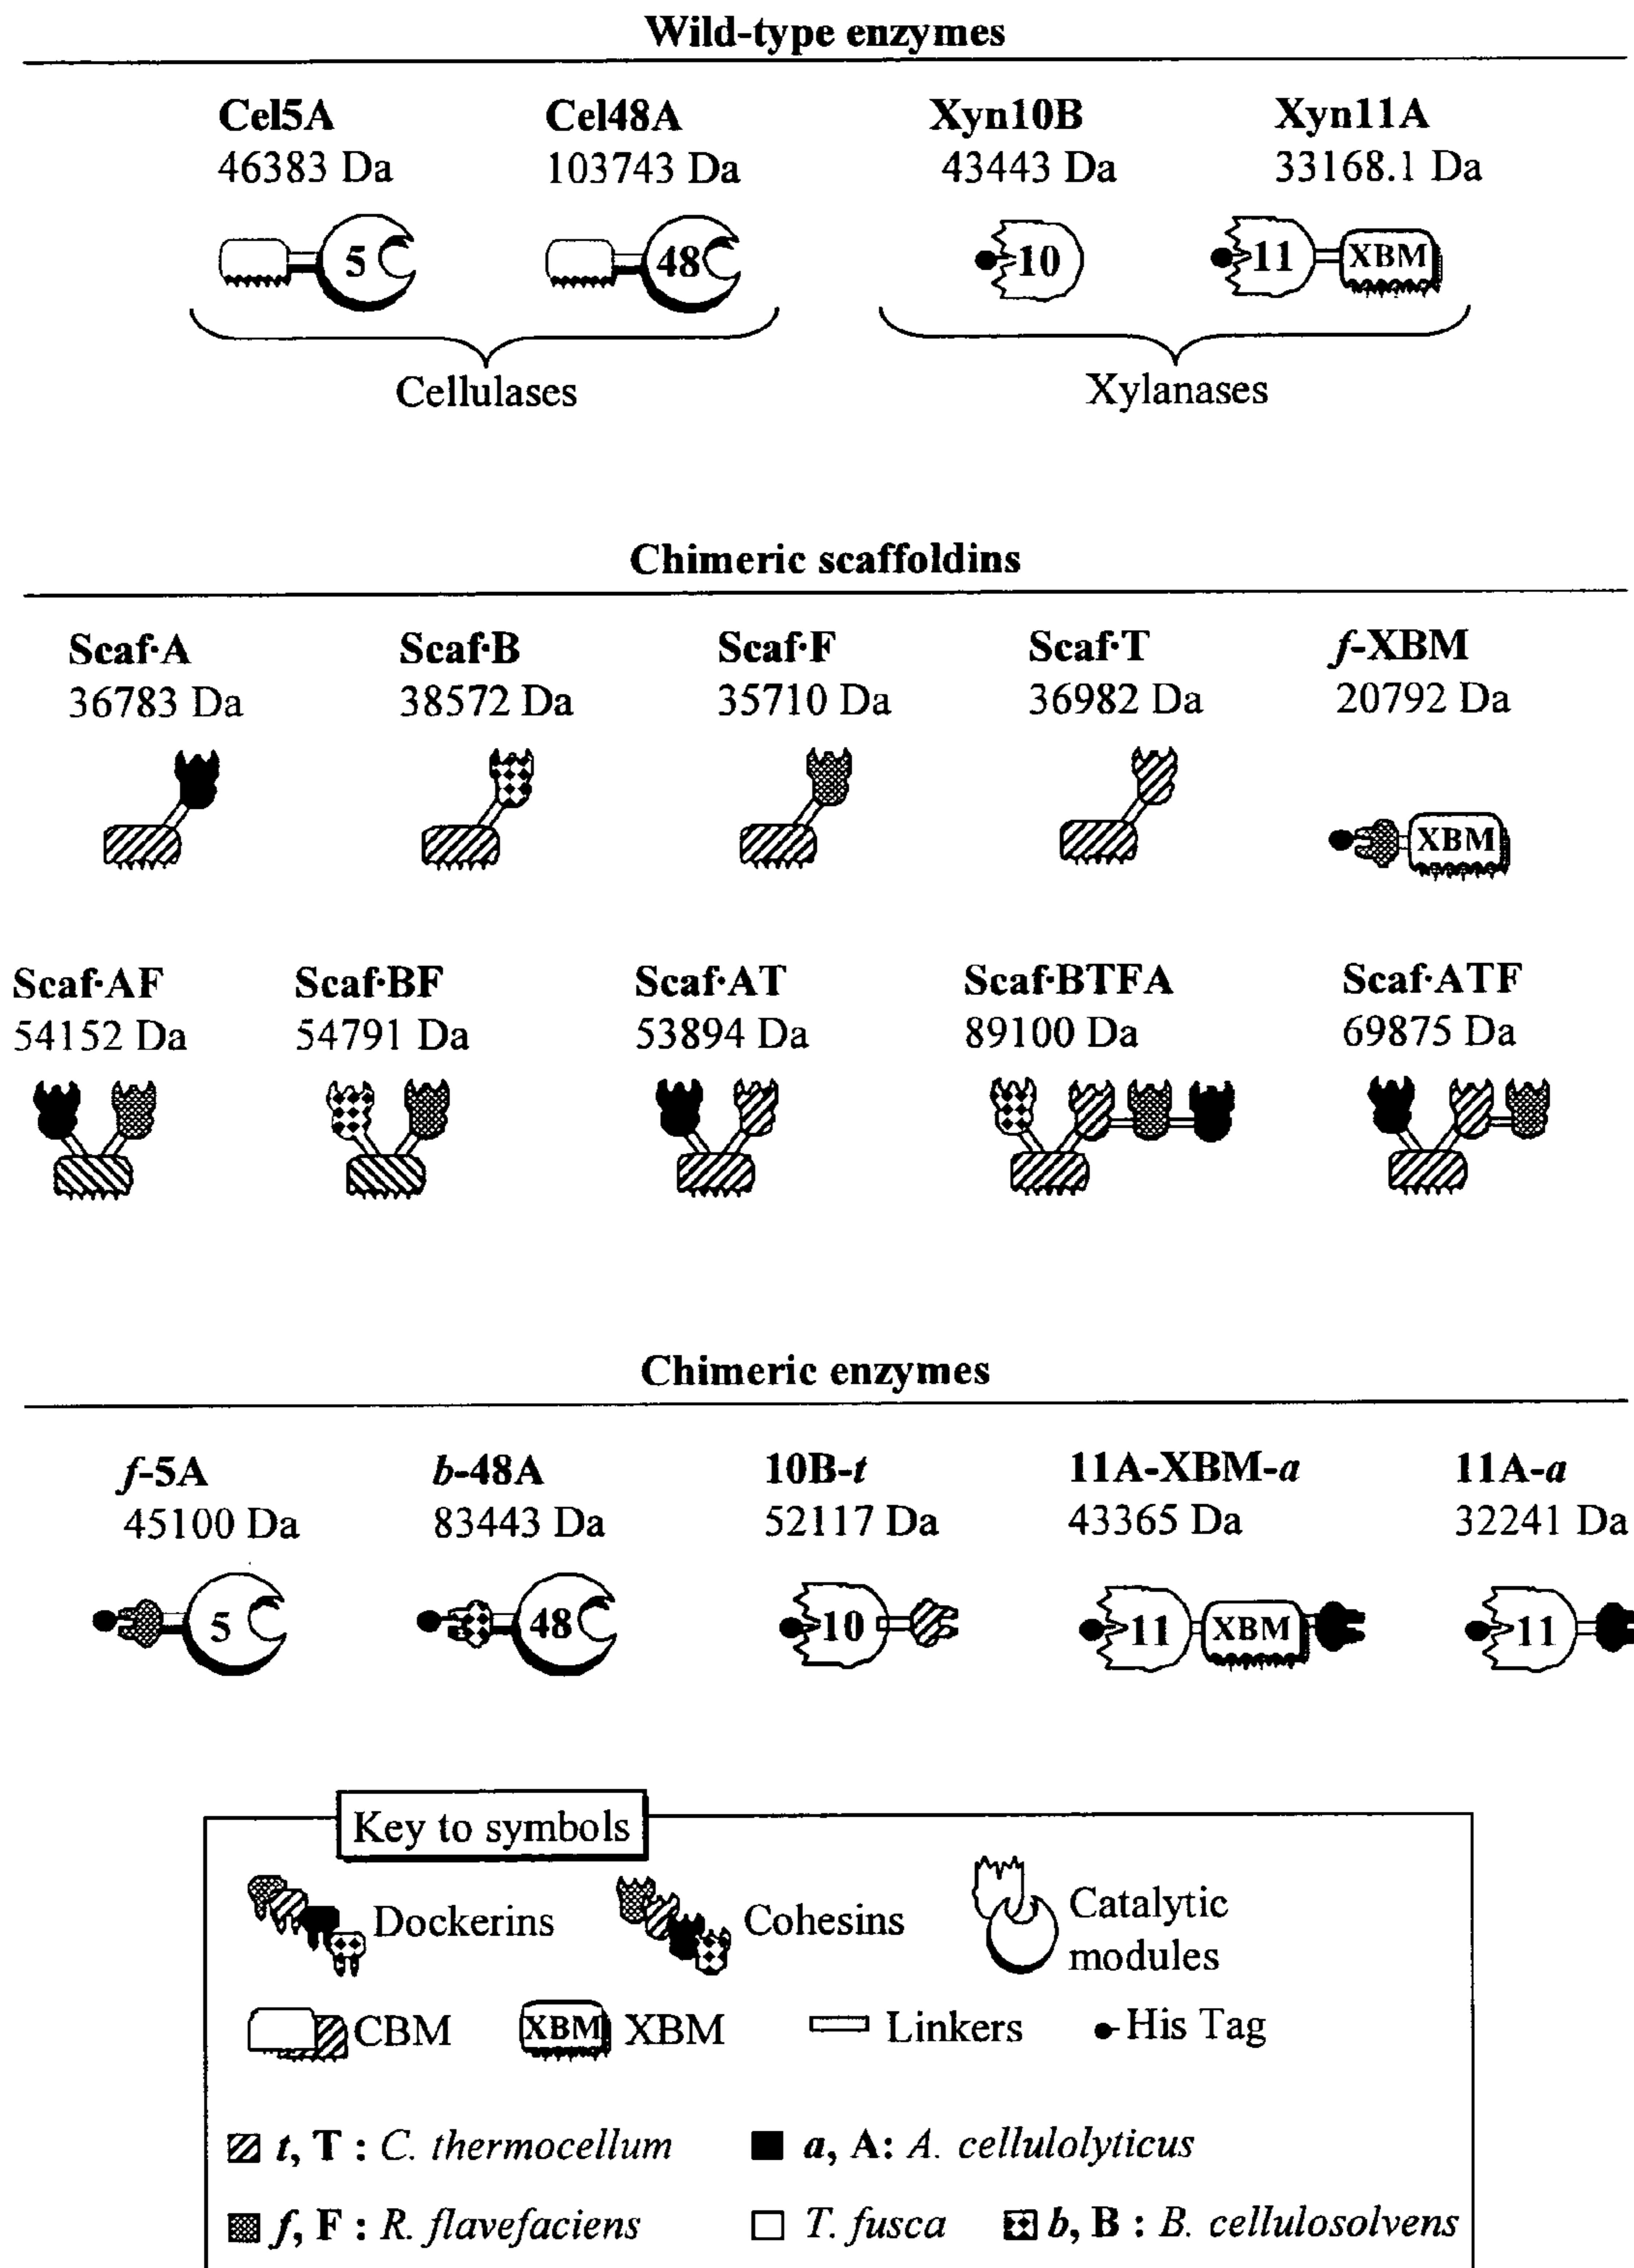 Wild-type enzymes
Cel5A Cel48A Xyn10B Xyn11A
46383 Da 103743 Da 43443 Da 33168.1 Da
5 48 10 11 XBM
Cellulases Xylanases
Chimeric scaffoldins
Scaf·A Scaf·B Scaf·F Scaf·T f-XBM
36783 Da 38572 Da 35710 Da 36982 Da 20792 Da
XBM
Scaf·AF Scaf·BF Scaf·AT Scaf·BTFA Scaf·ATF
54152 Da 54791 Da 53894 Da 89100 Da 69875 Da
Chimeric enzymes
f-5A b-48A 10B-t 11A-XBM-a 11A-a
45100 Da 83443 Da 52117 Da 43365 Da 32241 Da
5 48 10 11 XBM 11
Key to symbols
Dockerins Cohesins Catalytic
modules
CBM XBM XBM Linkers His Tag
t, T : C. thermocellum a, A: A. cellulolyticus
f, F : R. flavefaciens T. fusca b, B : B. cellulosolvens